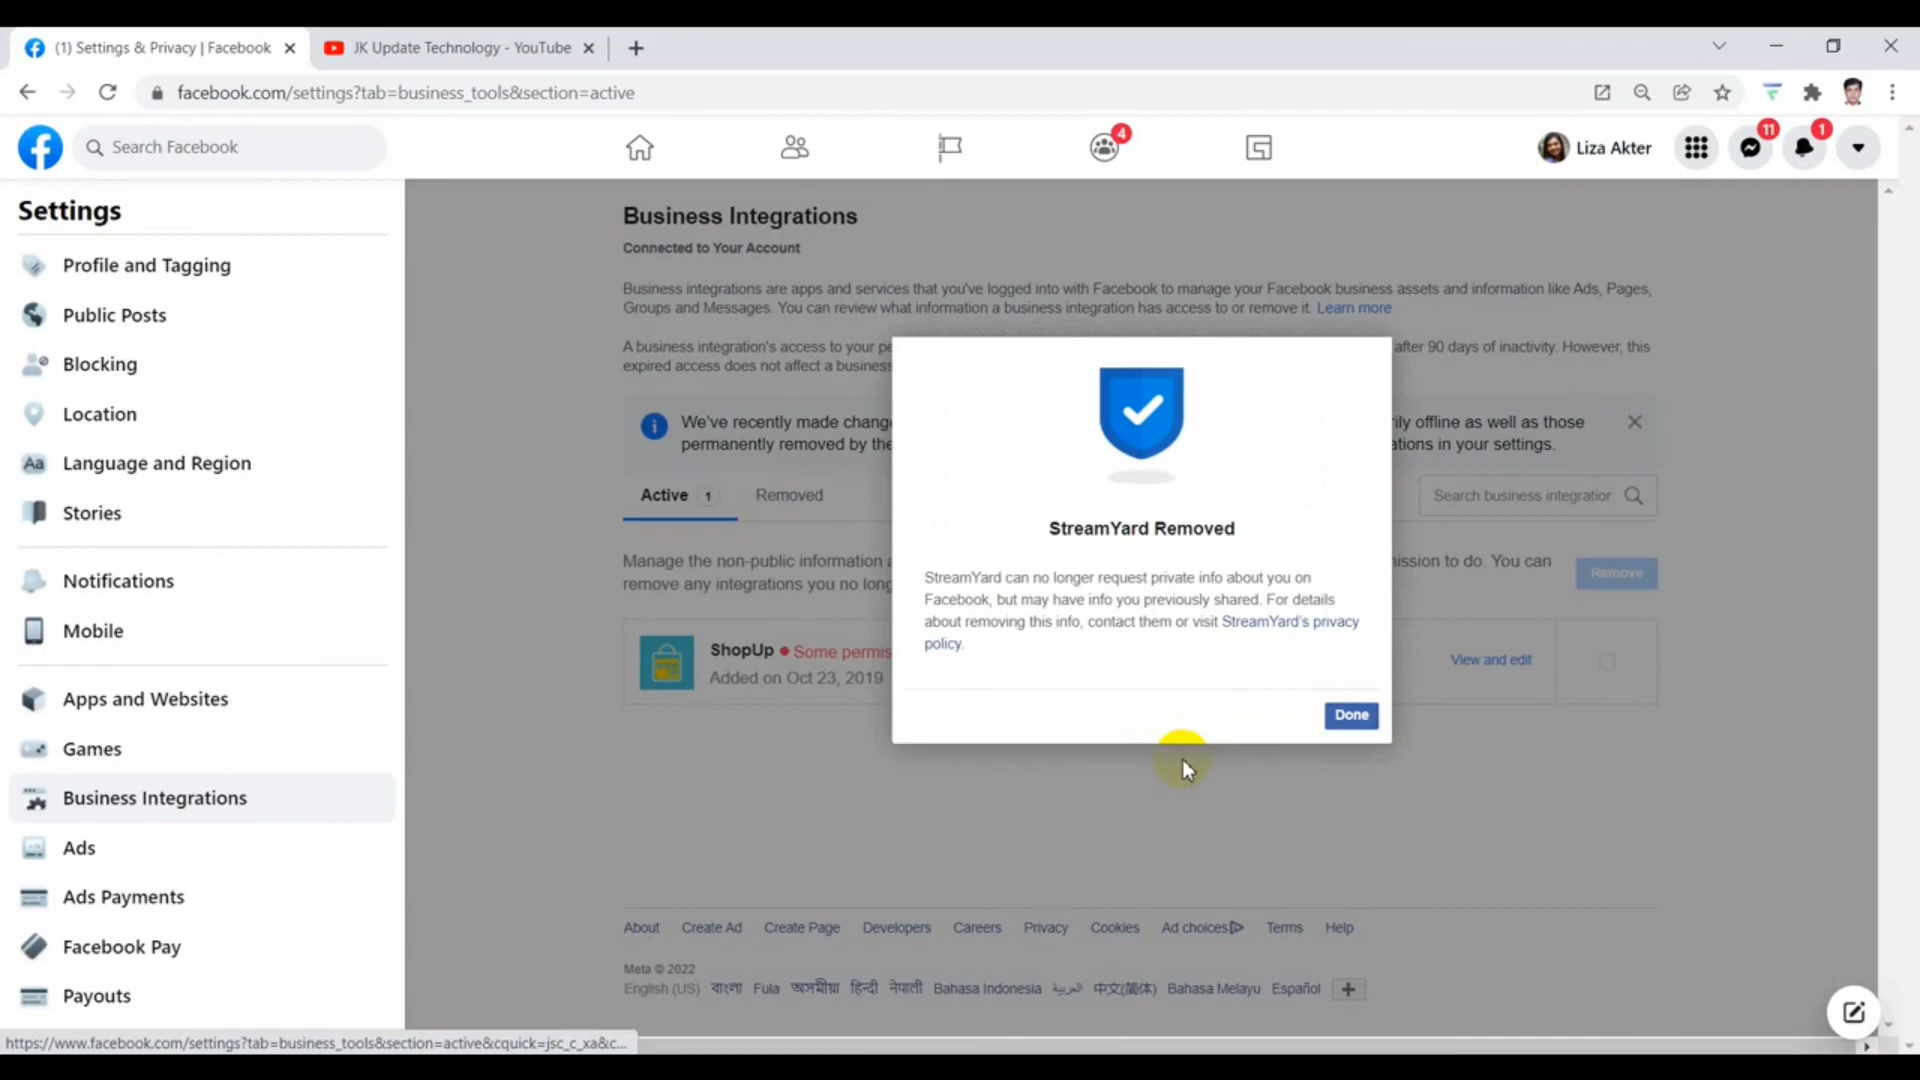 (1) Settings & Privacy | Facebook
JK Update Technology - YouTube
facebook.com/settings?tab=business_tools&section=active
Search Facebook
4
Liza Akter
11
1
Settings
Profile and Tagging
Public Posts
Blocking
Location
Aa Language and Region
Stories
Notifications
Mobile
Apps and Websites
Games
Business Integrations
Ads
Ads Payments
Facebook Pay
Payouts
Business Integrations
Connected to Your Account
Business integrations are apps and services that you've logged into with Facebook to manage your Facebook business assets and information like Ads, Pages,
Groups and Messages. You can review what information a business integration has access to or remove it. Learn more
A business integration's access to your after 90 days of inactivity. However, this
expired access does not affect a business
We've recently made as well as those
permanently removed by in your settings.
Active 1 Removed
Search business
Manage the non-public information to do. You can
remove any integrations you no
Remove
ShopUp Some
Added on Oct 23, 2019
View and edit
StreamYard Removed
StreamYard can no longer request private info about you on
Facebook, but may have info you previously shared. For details
about removing this info, contact them or visit StreamYard's privacy
policy.
Done
About Create Ad Create Page Developers Careers Privacy Cookies Ad choices Terms Help
Meta © 2022
English (US) বাংলা Fula অসমীয়া हिन्दी नेपाली Bahasa Indonesia العربية 中文(简体) Bahasa Melayu Español
https://www.facebook.com/settings?tab=business_tools&section=active&cquick=jsc_c_xa&c...